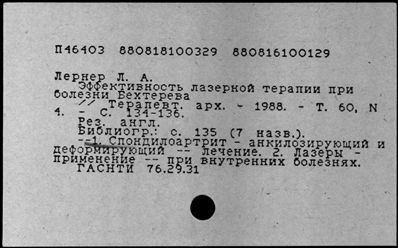 П46403 880818100329 880816100129
Лернер Л. А.
Эффективность лазерной терапии при
болезни Бехтерева
// Терапевт. арх. - 1988. - Т. 60, N
4. - С. 134-136.
Рез. англ.
Библиогр.: с. 135 (7 назв.).
--1. Спондилоартрит - анкилозирующий и
деформирующий -- лечение. 2. Лазеры -
применение -- при внутренних болезнях.
ГАСНТИ 76.29.31